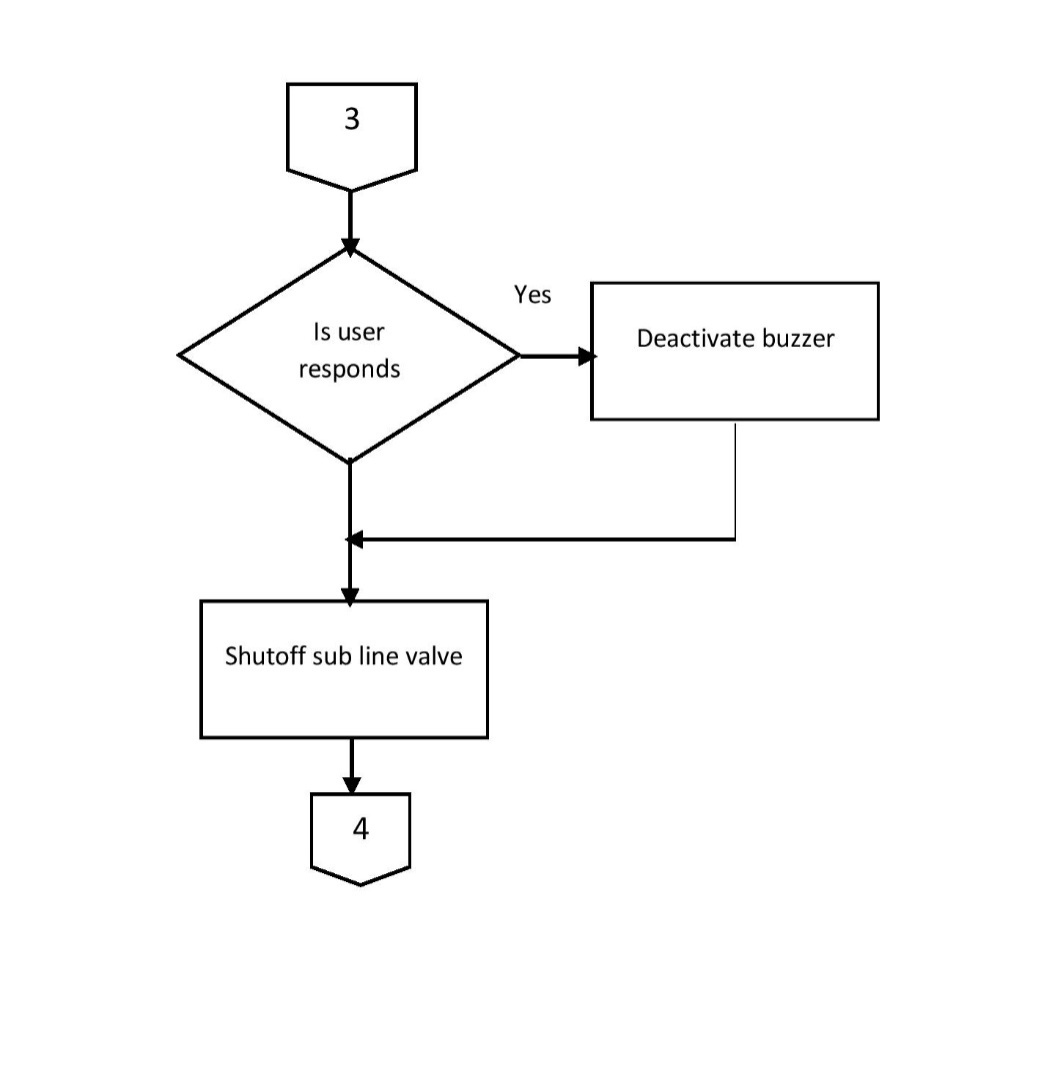 3
Is user
responds
Yes
Deactivate buzzer
Shutoff sub line valve
4